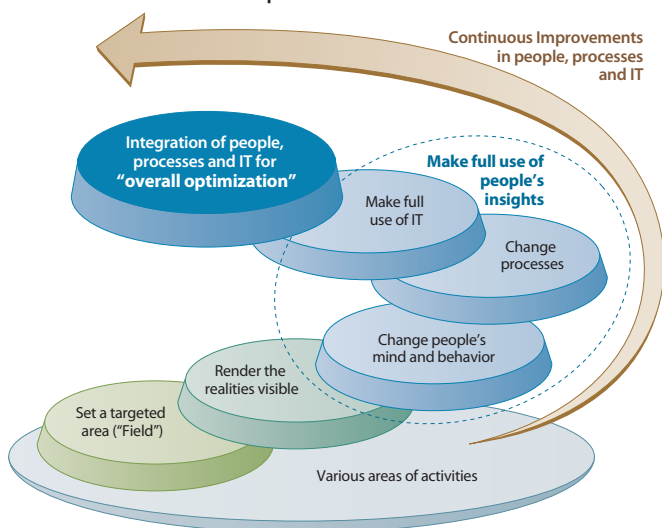 Continuous Improvements
in people, processes
and IT
Integration of people,
processes and IT for
“overall optimization”
Make full use of
people’s
insights
Make full
use of IT
Change
processes
Change people’s
mind and behavior
Render the
realities visible
Set a targeted
area (“Field”)
Various areas of activities